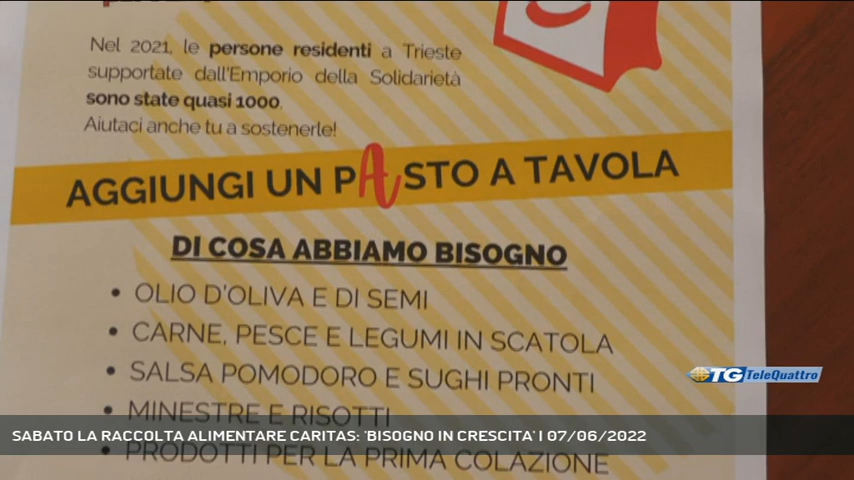 Nel 2021, le persone residenti a Trieste
supportate dall'Emporio della Solidarietà
sono state quasi 1000.
Aiutaci anche tu a sostenerle!
AGGIUNGI UN PASTO A TAVOLA
DI COSA ABBIAMO BISOGNO
• OLIO D'OLIVA E DI SEMI
• CARNE, PESCE E LEGUMI IN SCATOLA
• SALSA POMODORO E SUGHI PRONTI
• MINESTRE E RISOTTI
• PRODOTTI PER LA PRIMA COLAZIONE
TG TeleQuattro
SABATO LA RACCOLTA ALIMENTARE CARITAS: 'BISOGNO IN CRESCITA' | 07/06/2022